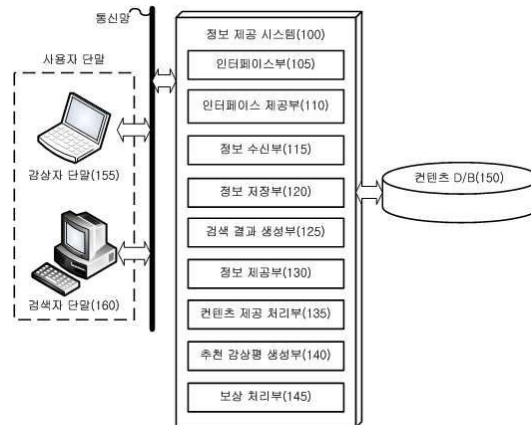 통신망
사용자 단말
감상자 단말(155)
검색자 단말(160)
정보 제공 시스템(100)
인터페이스부(105)
인터페이스 제공부(110)
정보 수신부(115)
정보 저장부(120)
검색 결과 생성부(125)
정보 제공부(130)
컨텐츠 제공 처리부(135)
추천 감상평 생성부(140)
보상 처리부(145)
컨텐츠 D/B(150)